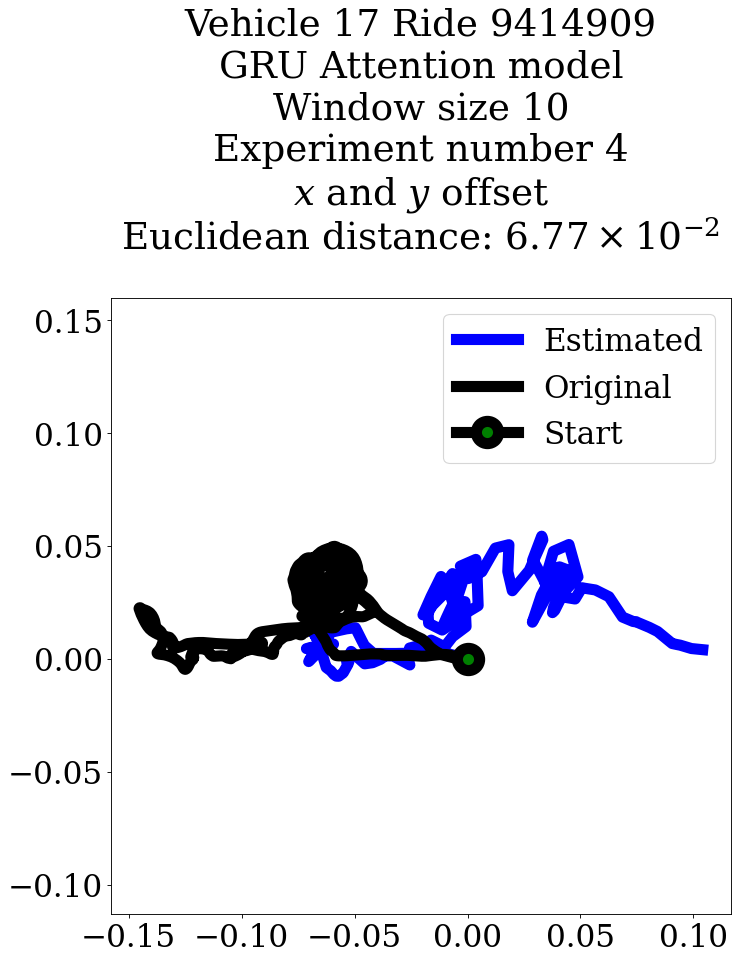 Vehicle 17 Ride 9414909
GRU Attention model
Window size 10
Experiment number 4
x and y offset
Euclidean distance: 6.77 × 10⁻²
Estimated
Original
Start
0.15
0.10
0.05
0.00
−0.05
−0.10
−0.15 −0.10 −0.05 0.00 0.05 0.10